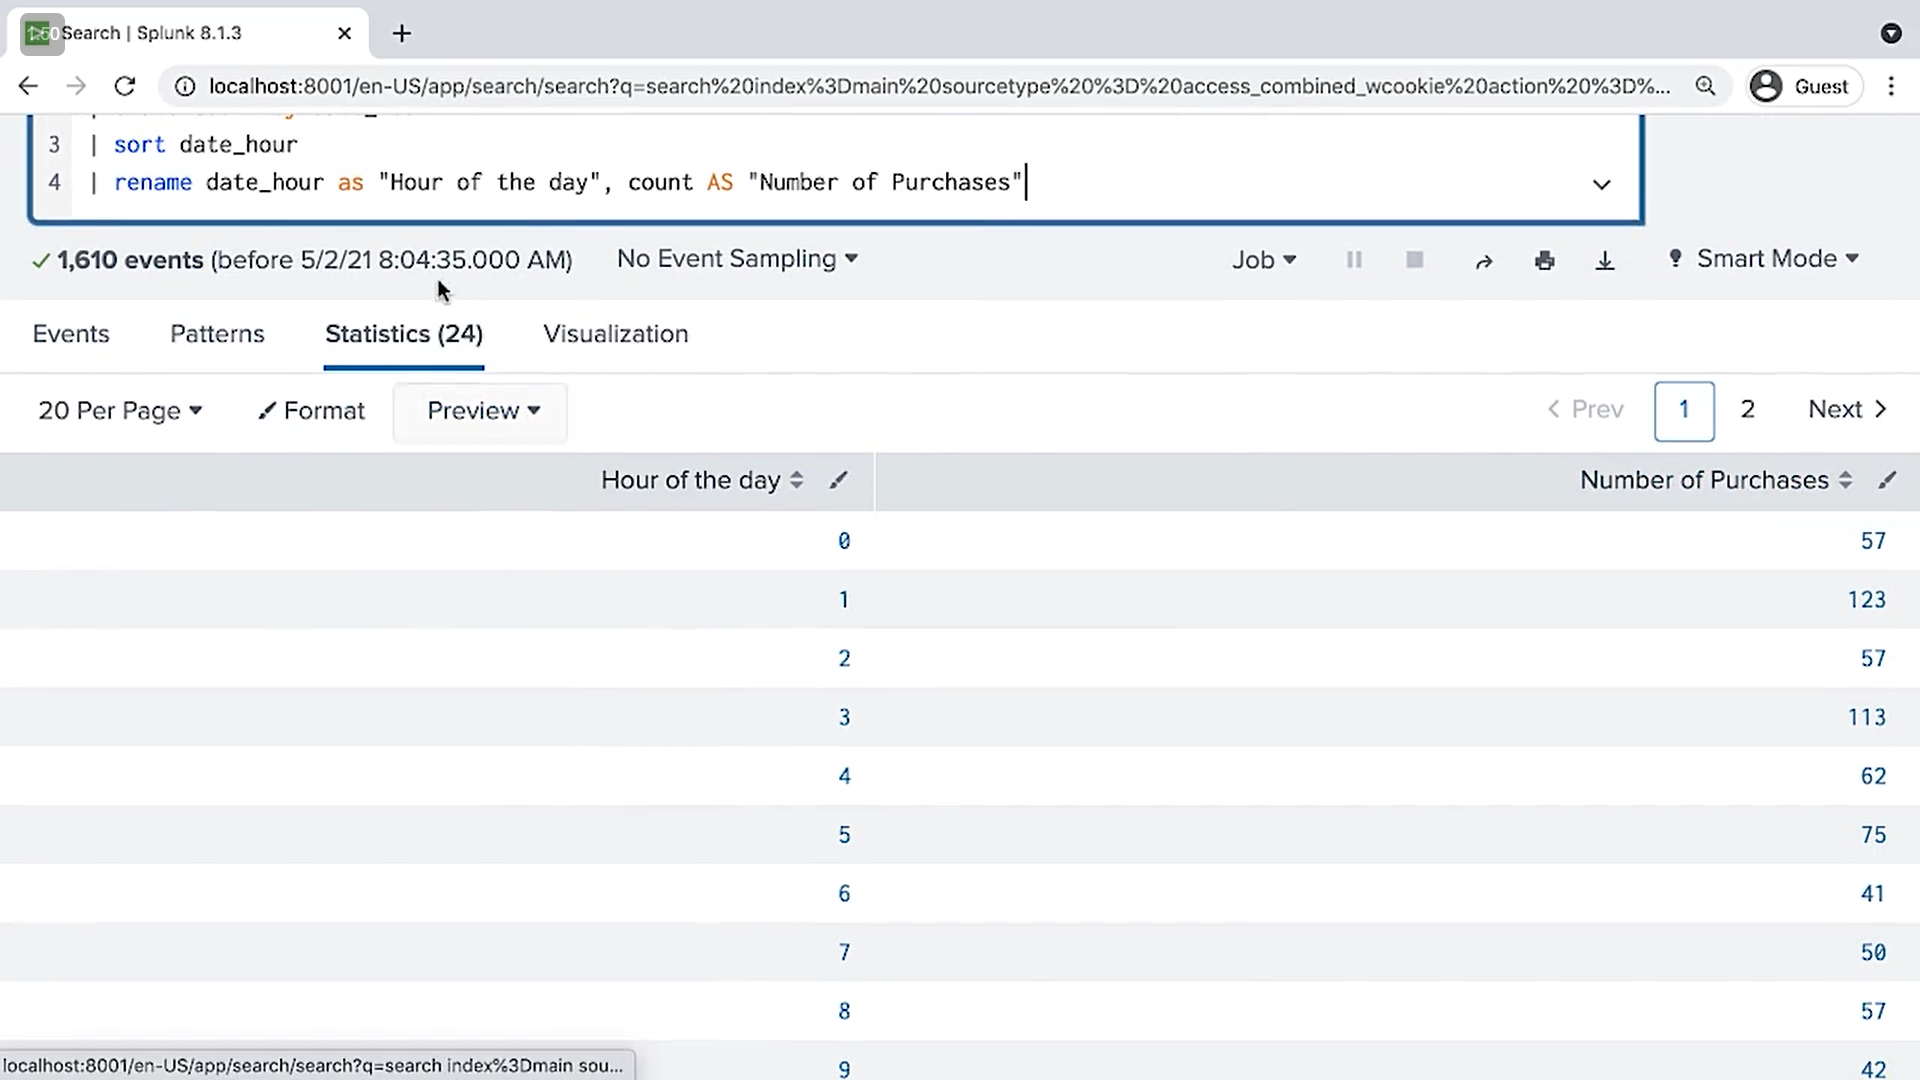 Search | Splunk 8.1.3
localhost:8001/en-US/app/search/search?q=search%20index%3Dmain%20sourcetype%20%3D%20access_combined_wcookie%20action%20%3D%...
Guest
3 | sort date_hour
4 | rename date_hour as "Hour of the day", count AS "Number of Purchases"
1,610 events (before 5/2/21 8:04:35.000 AM) No Event Sampling Job Smart Mode
Events Patterns Statistics (24) Visualization
20 Per Page Format Preview Prev 1 2 Next
Hour of the day Number of Purchases
0 57
1 123
2 57
3 113
4 62
5 75
6 41
7 50
8 57
9 42
localhost:8001/en-US/app/search/search?q=search index%3Dmain sou...